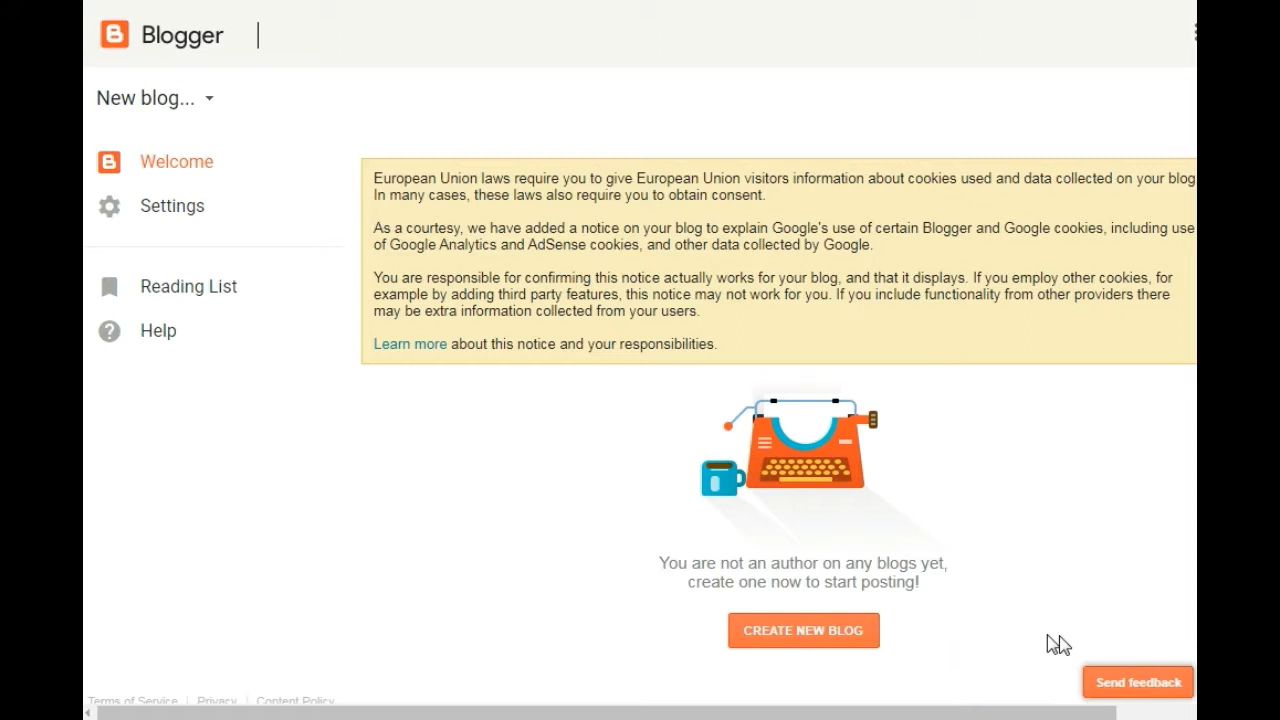 Blogger
New blog...
Welcome
Settings
Reading List
Help
European Union laws require you to give European Union visitors information about cookies used and data collected on your blog
In many cases, these laws also require you to obtain consent.
As a courtesy, we have added a notice on your blog to explain Google's use of certain Blogger and Google cookies, including use
of Google Analytics and AdSense cookies, and other data collected by Google.
You are responsible for confirming this notice actually works for your blog, and that it displays. If you employ other cookies, for
example by adding third party features, this notice may not work for you. If you include functionality from other providers there
may be extra information collected from your users.
Learn more about this notice and your responsibilities.
You are not an author on any blogs yet,
create one now to start posting!
CREATE NEW BLOG
Send feedback
Terms of Service | Privacy | Content Policy